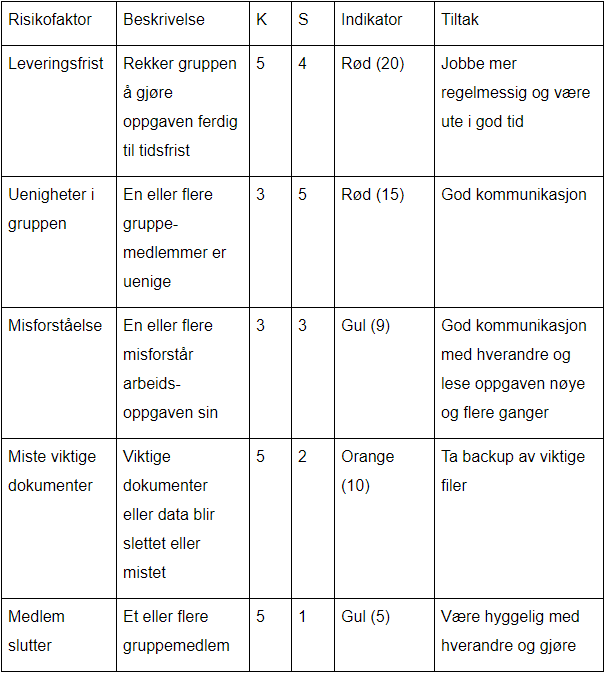 Risikofaktor Beskrivelse K S Indikator Tiltak
Leveringsfrist Rekker gruppen 5 4 Rød (20) Jobbe mer
å gjøre regelmessig og være
oppgaven ferdig ute i god tid
til tidsfrist
Uenigheter i En eller flere 3 5 Rød (15) God kommunikasjon
gruppen gruppe-
medlemmer er
uenige
Misforståelse En eller flere 3 3 Gul (9) God kommunikasjon
misforstår med hverandre og
arbeids- lese oppgaven nøye
oppgaven sin og flere ganger
Miste viktige Viktige 5 2 Orange Ta backup av viktige
dokumenter dokumenter (10) filer
eller data blir
slettet eller
mistet
Medlem Et eller flere 5 1 Gul (5) Være hyggelig med
slutter gruppemedlem hverandre og gjøre